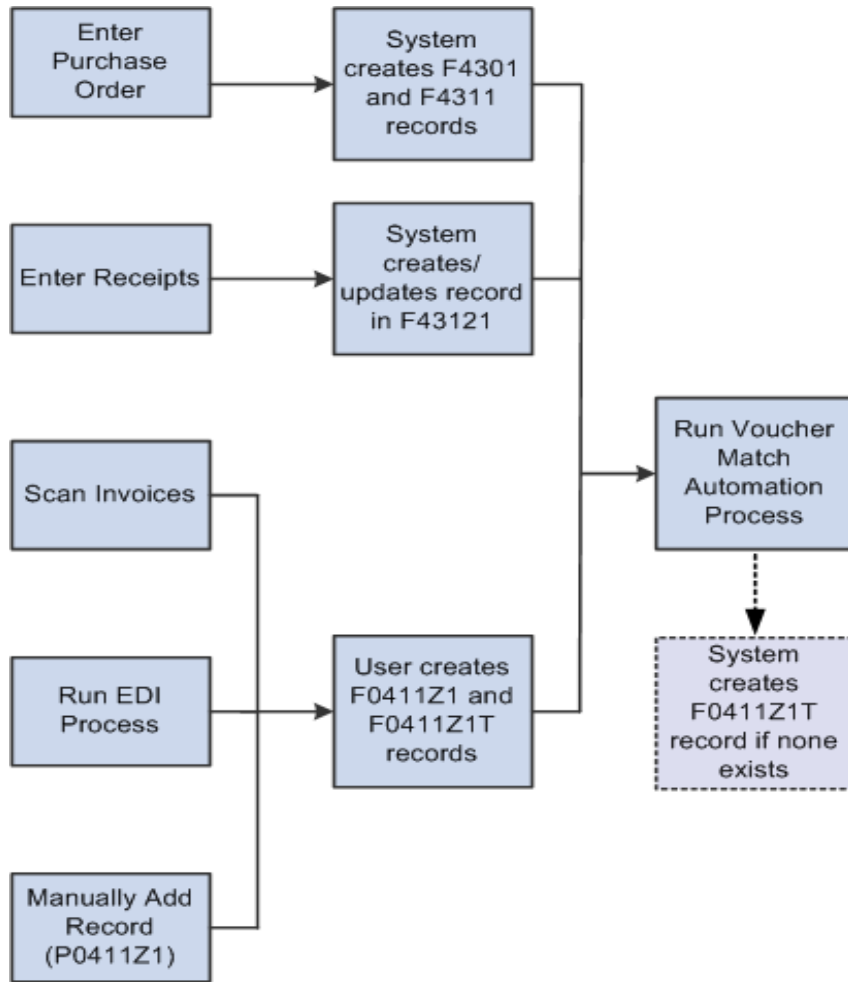 Enter
Purchase
Order
System
creates F4301
and F4311
records
Enter Receipts
System
creates/
updates record
in F43121
Scan Invoices
Run Voucher
Match
Automation
Process
Run EDI
Process
User creates
F0411Z1 and
F0411Z1T
records
System
creates
F0411Z1T
record if none
exists
Manually Add
Record
(P0411Z1)